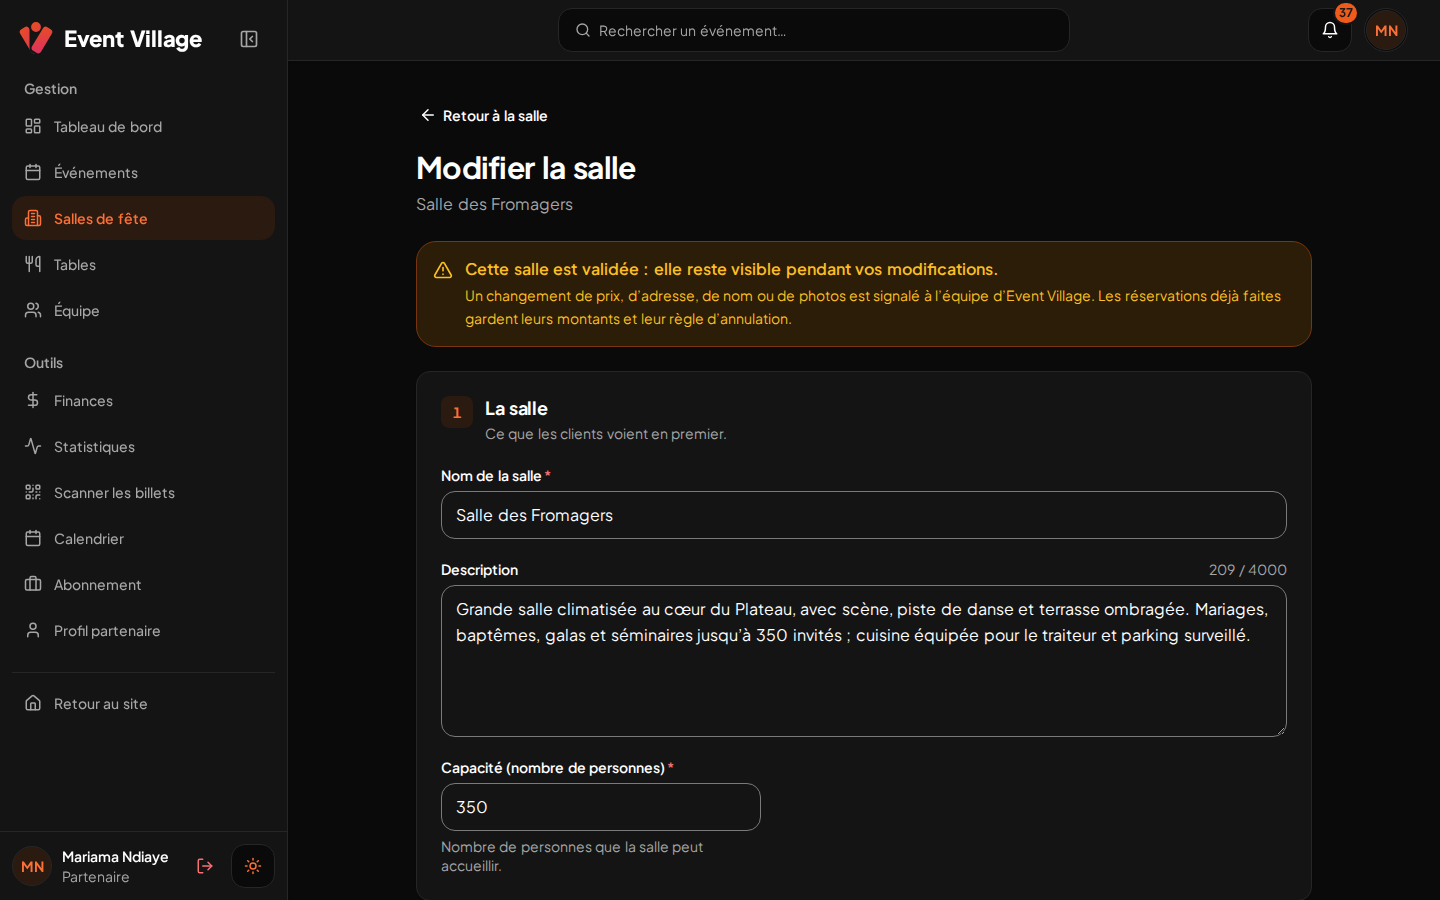 Event Village
Gestion
Tableau de bord
Événements
Salles de fête
Tables
Équipe
Outils
Finances
Statistiques
Scanner les billets
Calendrier
Abonnement
Profil partenaire
Retour au site
MN
Mariama Ndiaye
Partenaire
Rechercher un événement...
37
MN
Retour à la salle
Modifier la salle
Salle des Fromagers
Cette salle est validée : elle reste visible pendant vos modifications.
Un changement de prix, d’adresse, de nom ou de photos est signalé à l’équipe d’Event Village. Les réservations déjà faites
gardent leurs montants et leur règle d’annulation.
1
La salle
Ce que les clients voient en premier.
Nom de la salle *
Salle des Fromagers
Description
209 / 4000
Grande salle climatisée au cœur du Plateau, avec scène, piste de danse et terrasse ombragée. Mariages,
baptêmes, galas et séminaires jusqu’à 350 invités ; cuisine équipée pour le traiteur et parking surveillé.
Capacité (nombre de personnes) *
350
Nombre de personnes que la salle peut
accueillir.